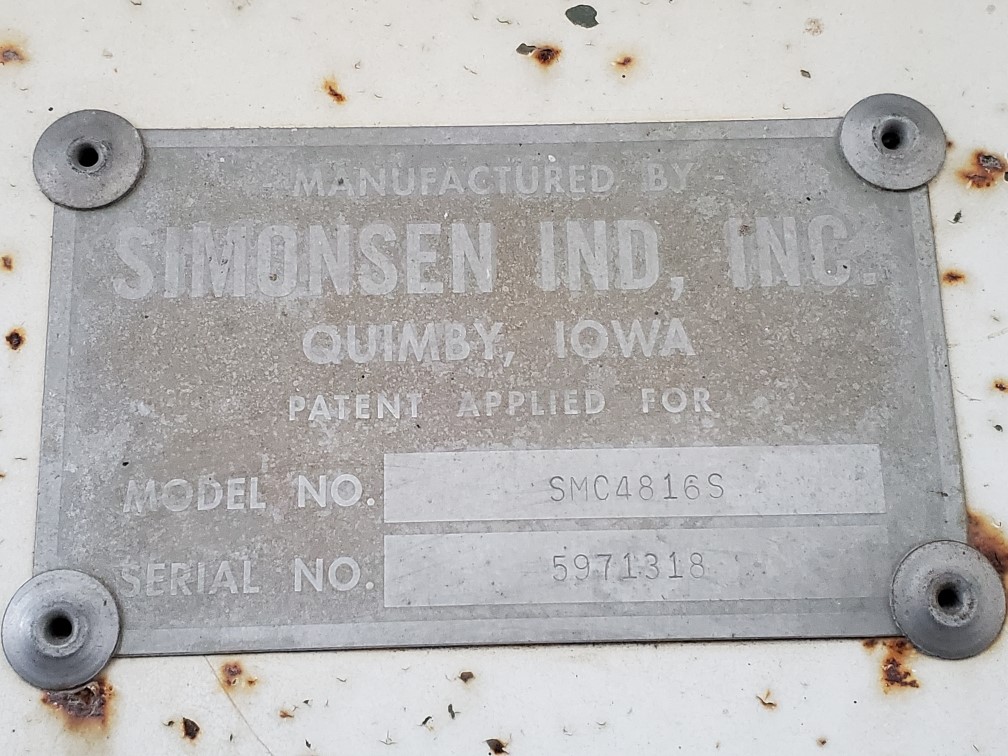 MANUFACTURED BY
SIMONSEN IND, INC.
QUIMBY, IOWA
PATENT APPLIED FOR
MODEL NO. SMC4816S
SERIAL NO. 5971318